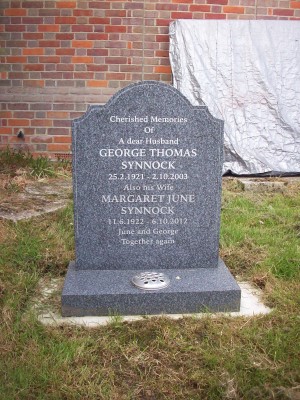 Cherished Memories
Of
A dear Husband
GEORGE THOMAS
SYNNOCK
25.2.1921 - 2.10.2003
Also his Wife
MARGARET JUNE
SYNNOCK
11.6.1922 - 6.10.2012
June and George
Together again